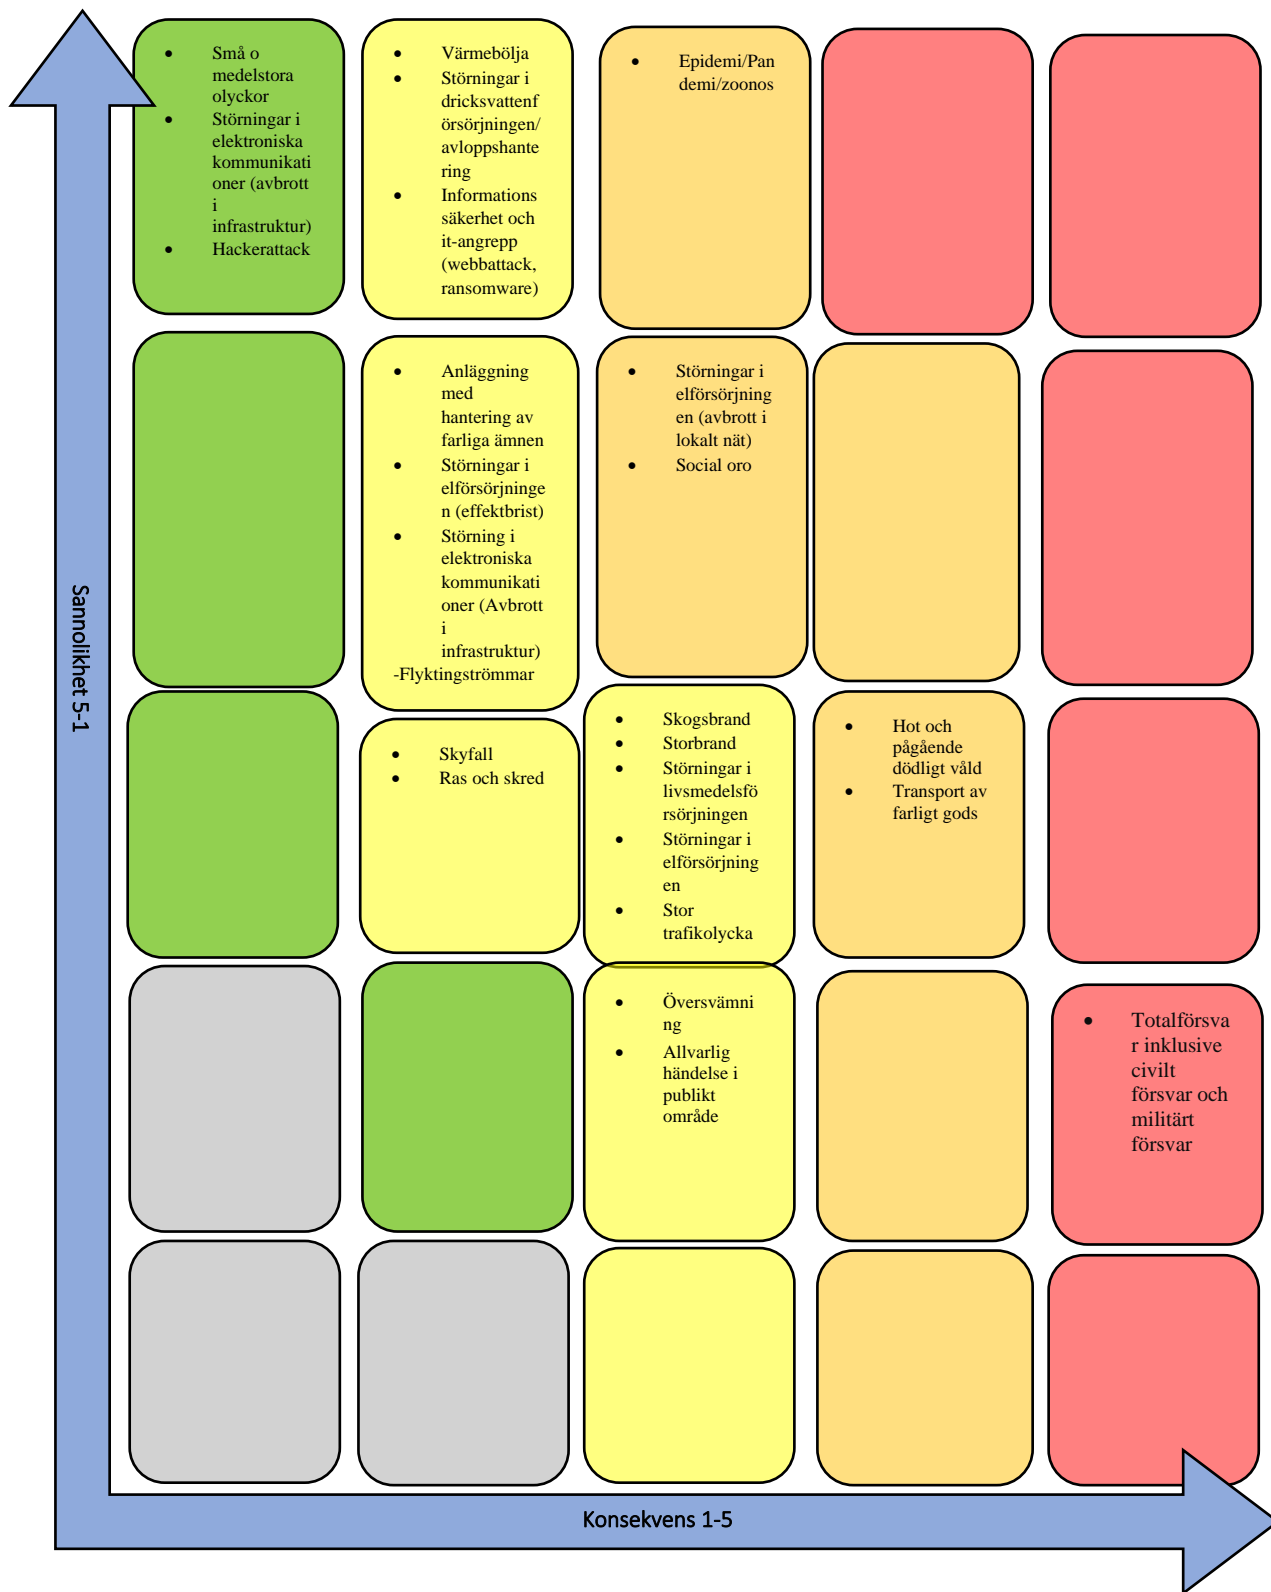 • Små o
medelstora
olyckor
• Störningar i
elektroniska
kommunikati
oner (avbrott
i
infrastruktur)
• Hackerattack
• Värmebölja
• Störningar i
dricksvattenf
örsörjningen/
avloppshante
ring
• Informations
säkerhet och
it-angrepp
(webbattack,
ransomware)
• Epidemi/Pan
demi/zoonos
• Anläggning
med
hantering av
farliga ämnen
• Störningar i
elförsörjninge
n (effektbrist)
• Störning i
elektroniska
kommunikati
oner (Avbrott
i
infrastruktur)
-Flyktingströmmar
• Störningar i
elförsörjning
en (avbrott i
lokalt nät)
• Social oro
Sannolikhet 5-1
• Skyfall
• Ras och skred
• Skogsbrand
• Storbrand
• Störningar i
livsmedelsfö
rsörjningen
• Störningar i
elförsörjning
en
• Stor
trafikolycka
• Hot och
pågående
dödligt våld
• Transport av
farligt gods
• Översvämni
ng
• Allvarlig
händelse i
publikt
område
• Totalförsva
r inklusive
civilt
försvar och
militärt
försvar
Konsekvens 1-5